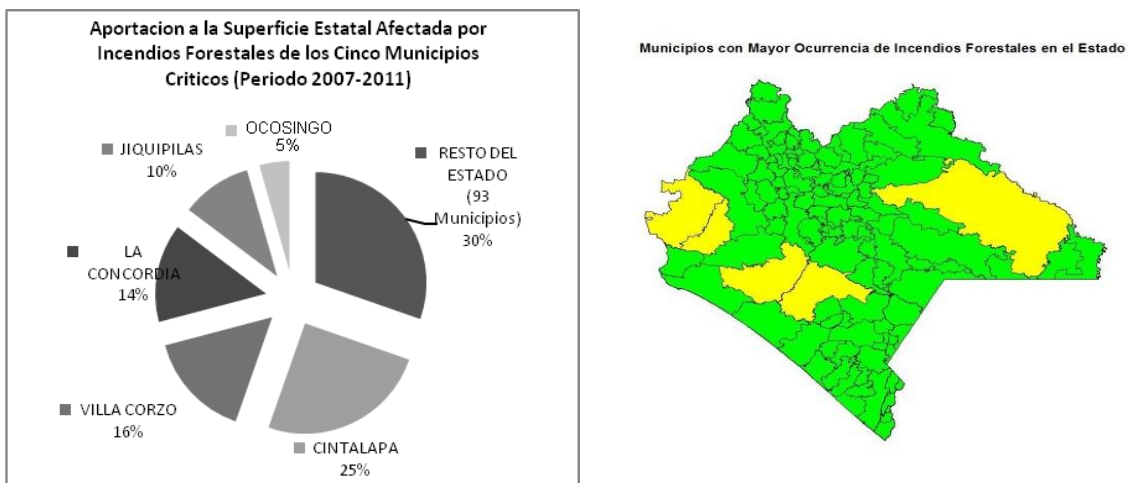 Aportacion a la Superficie Estatal Afectada por
Incendios Forestales de los Cinco Municipios
Criticos (Periodo 2007-2011)
OCOSINGO
5%
JIQUIPILAS
10%
RESTO DEL
ESTADO
(93
Municipios)
30%
LA
CONCORDIA
14%
VILLA CORZO
16%
CINTALAPA
25%
Municipios con Mayor Ocurrencia de Incendios Forestales en el Estado